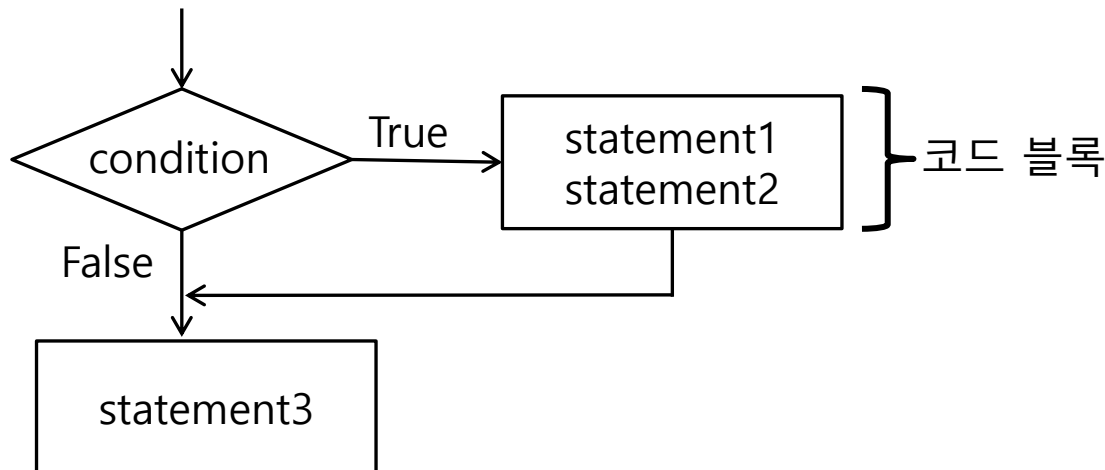 condition
True
statement1
statement2
코드 블록
False
statement3